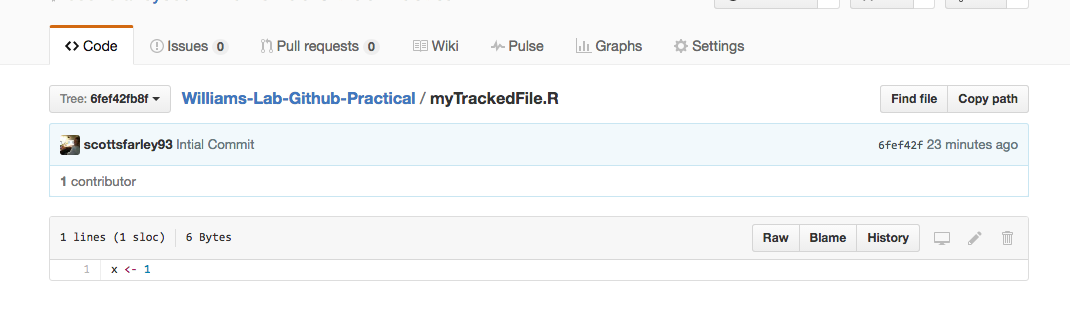 Code Issues 0 Pull requests 0 Wiki Pulse Graphs Settings
Tree: 6fef42fb8f Williams-Lab-Github-Practical / myTrackedFile.R Find file Copy path
scottsfarley93 Intial Commit 6fef42f 23 minutes ago
1 contributor
1 lines (1 sloc) 6 Bytes Raw Blame History
1 x <- 1